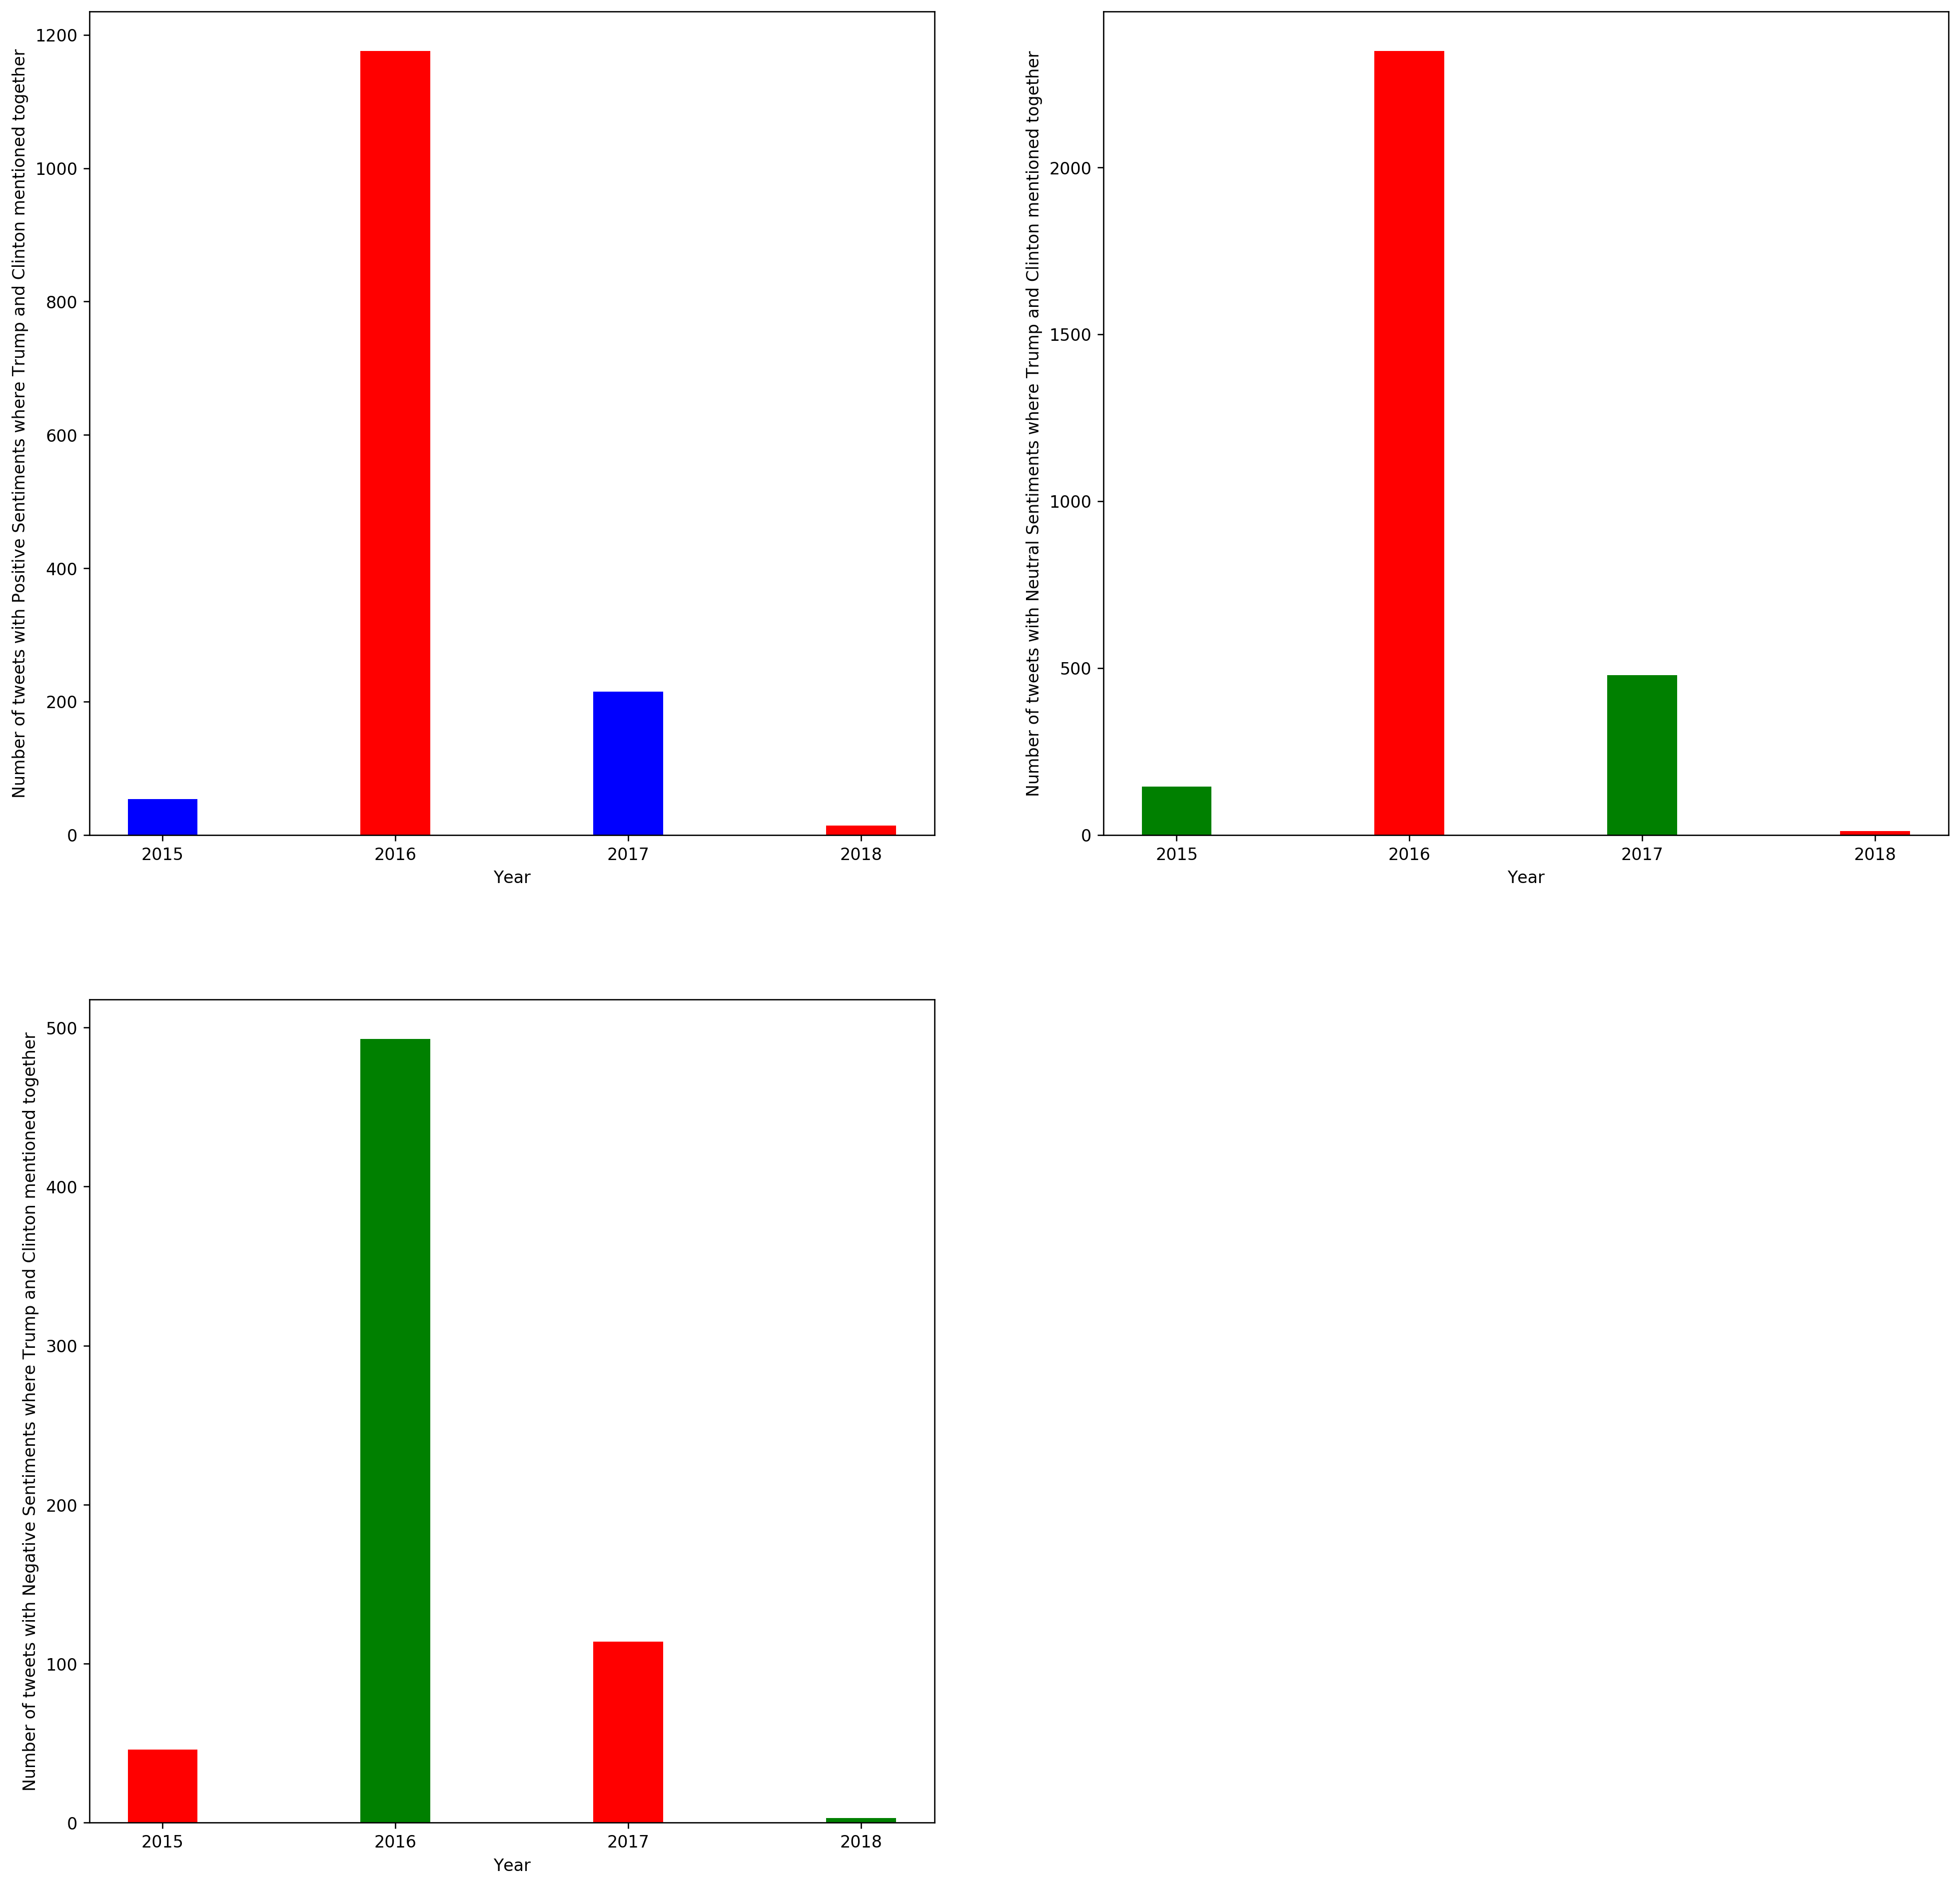 Number of tweets with Positive Sentiments where Trump and Clinton mentioned together
1200
1000
800
600
400
200
0
2015 2016 2017 2018
Year
Number of tweets with Neutral Sentiments where Trump and Clinton mentioned together
2000
1500
1000
500
0
2015 2016 2017 2018
Year
Number of tweets with Negative Sentiments where Trump and Clinton mentioned together
500
400
300
200
100
0
2015 2016 2017 2018
Year